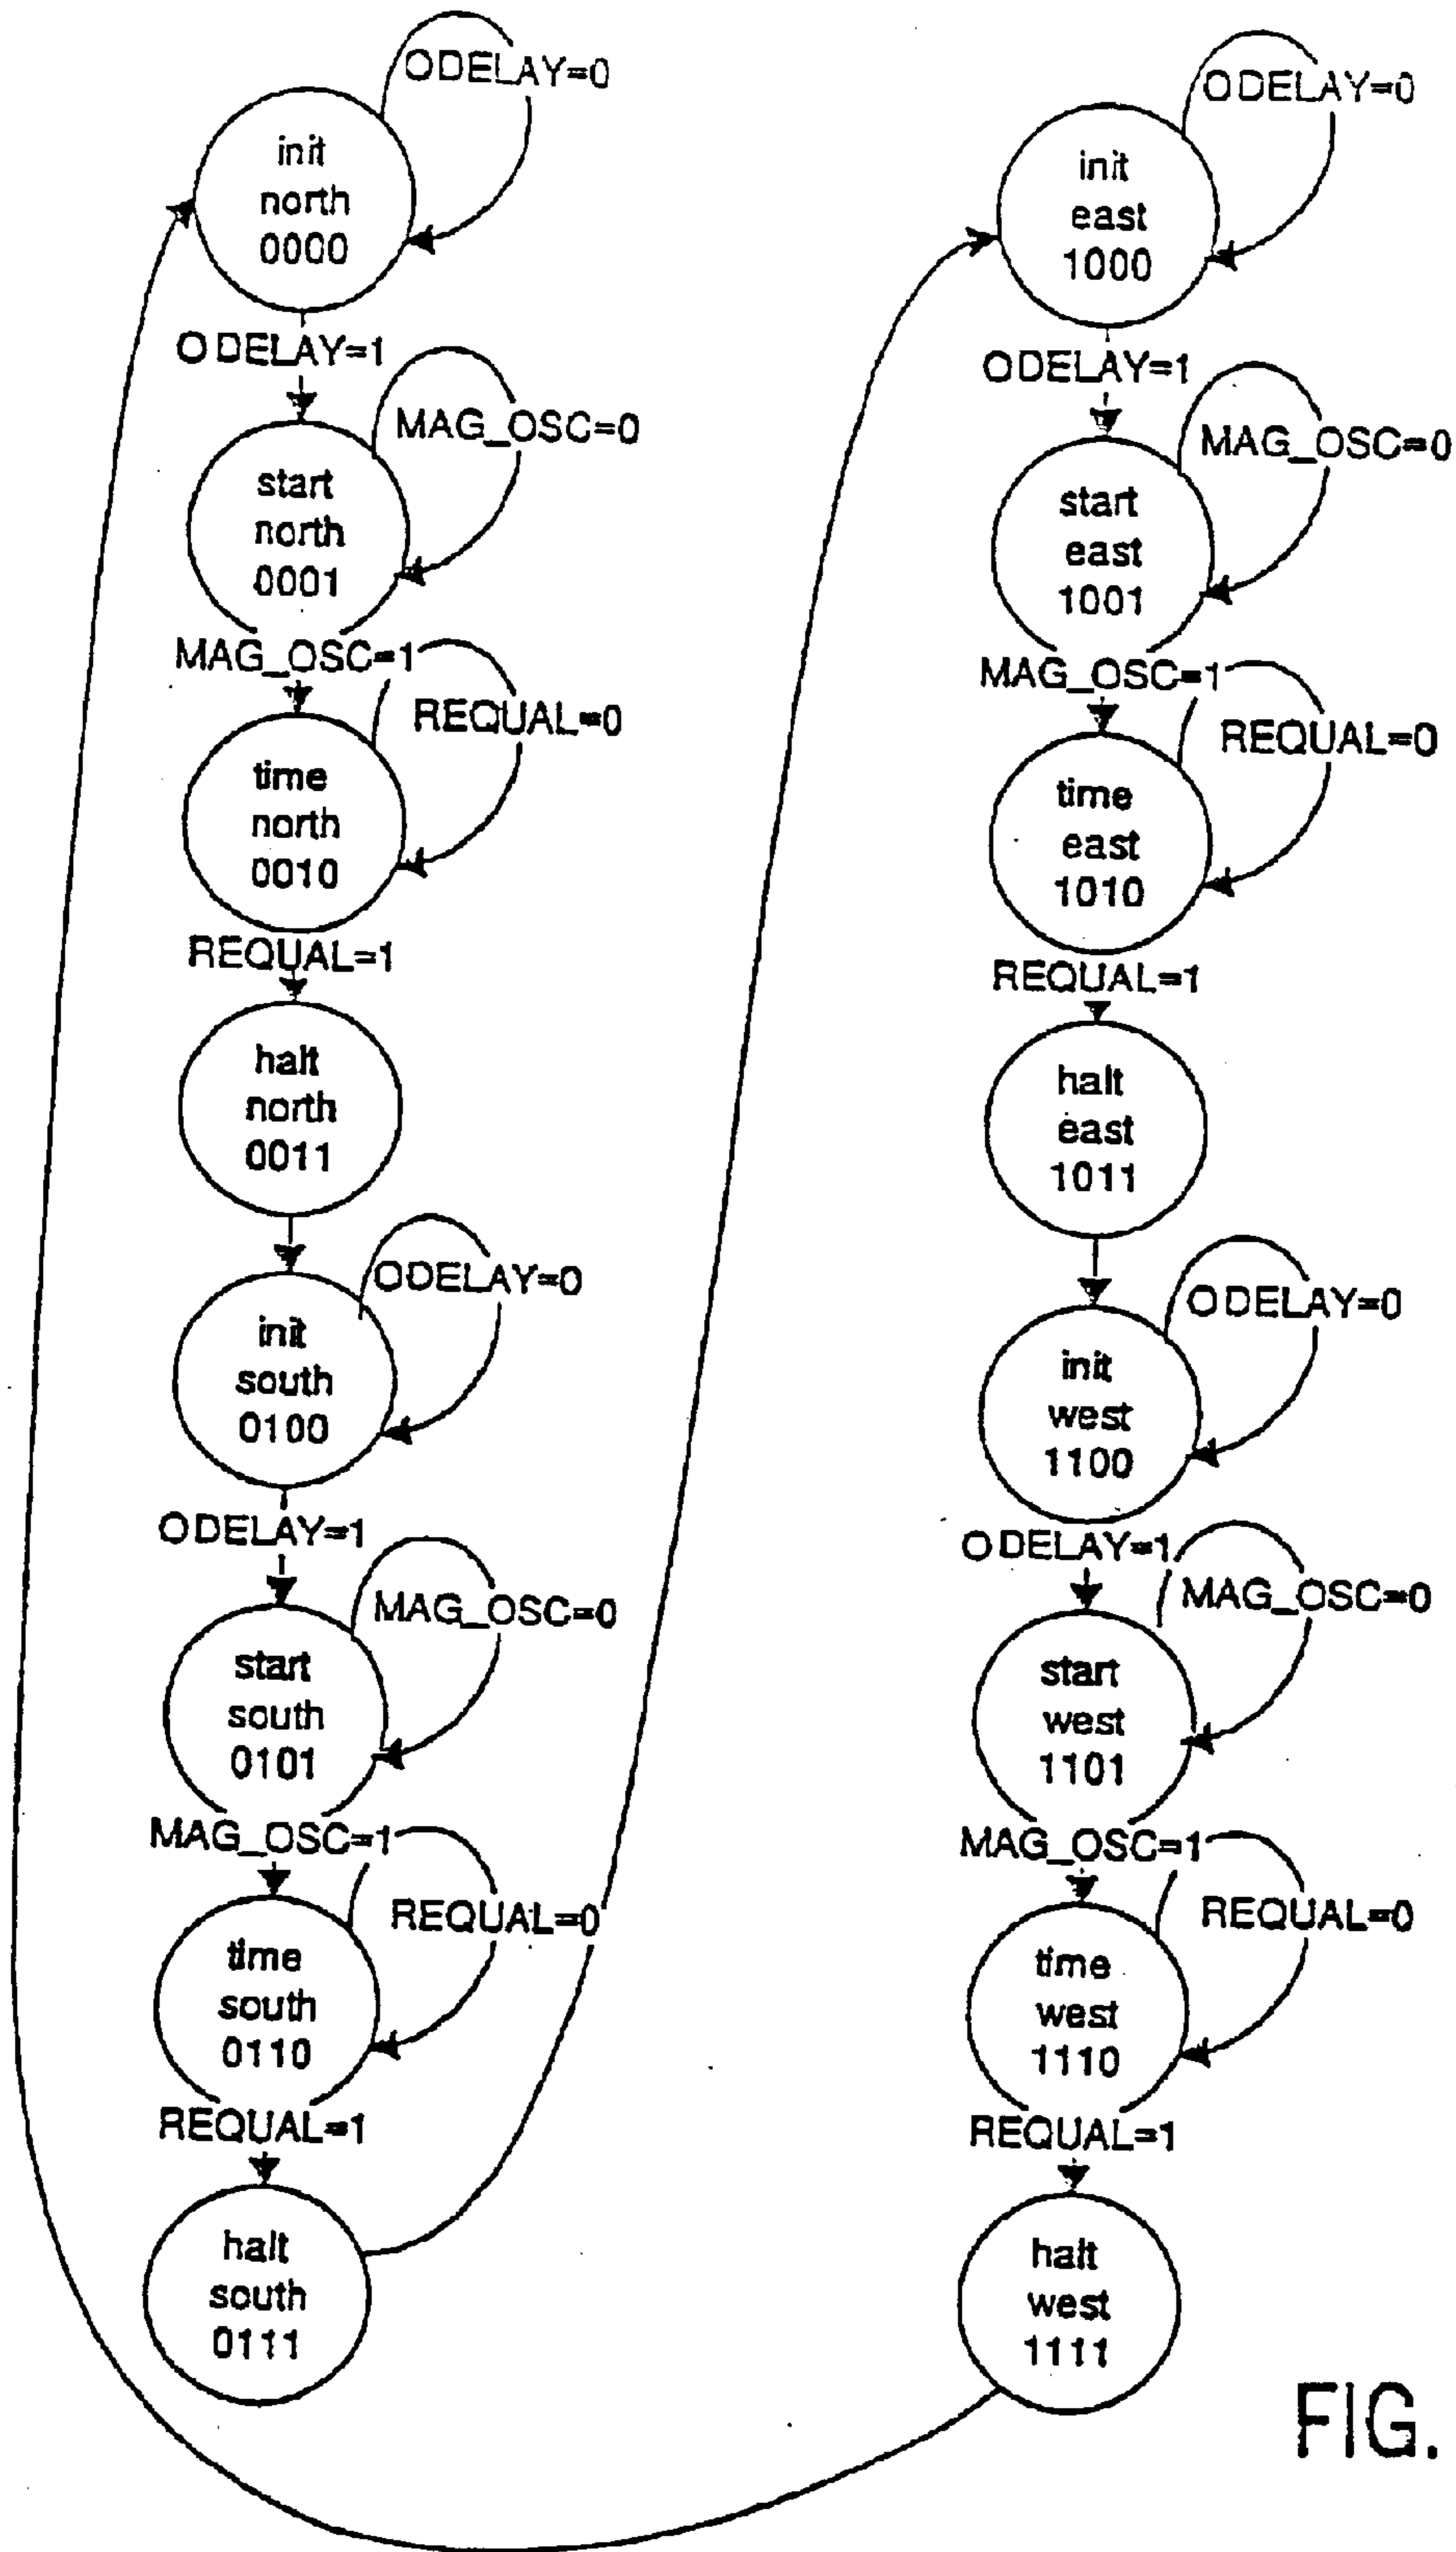 ODELAY=0
init
north
0000
ODELAY=1
MAG_OSC=0
start
north
0001
MAG_OSC=1
REQUAL=0
time
north
0010
REQUAL=1
halt
north
0011
ODELAY=0
init
south
0100
ODELAY=1
MAG_OSC=0
start
south
0101
MAG_OSC=1
REQUAL=0
time
south
0110
REQUAL=1
halt
south
0111
ODELAY=0
init
east
1000
ODELAY=1
MAG_OSC=0
start
east
1001
MAG_OSC=1
REQUAL=0
time
east
1010
REQUAL=1
halt
east
1011
ODELAY=0
init
west
1100
ODELAY=1
MAG_OSC=0
start
west
1101
MAG_OSC=1
REQUAL=0
time
west
1110
REQUAL=1
halt
west
1111
FIG.